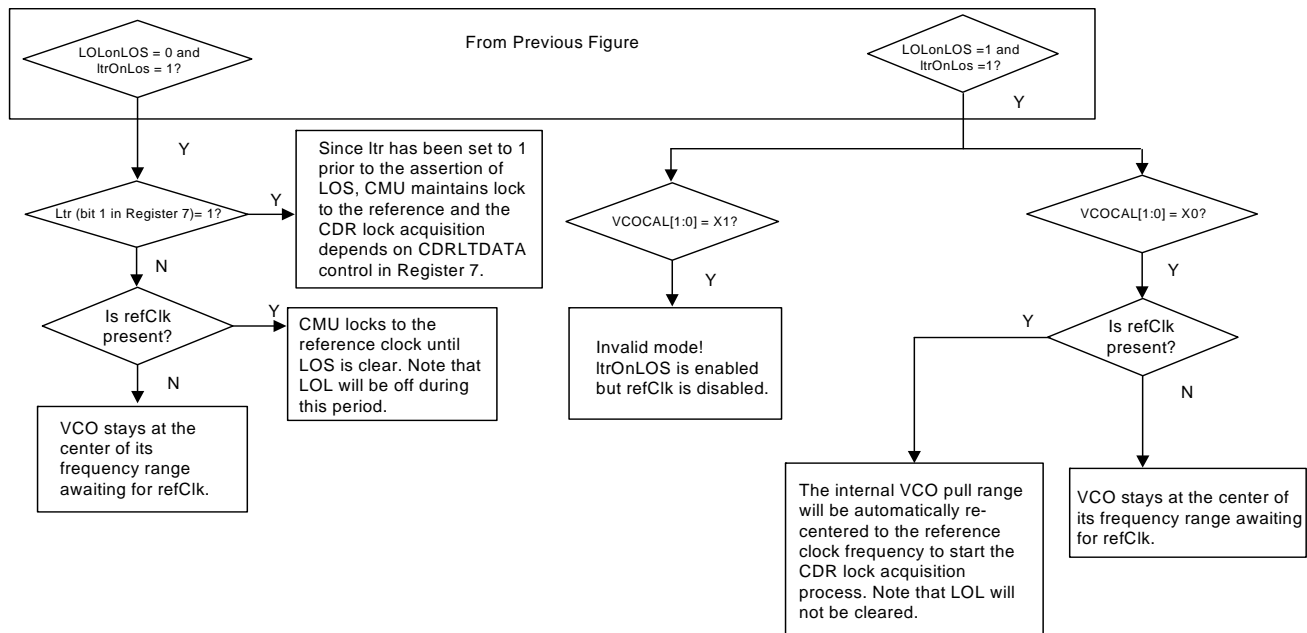 From Previous Figure
LOLonLOS = 0 and
ltrOnLos = 1?
LOLonLOS =1 and
ltrOnLos =1?
Y
Y
Since ltr has been set to 1
prior to the assertion of
LOS, CMU maintains lock
to the reference and the
CDR lock acquisition
depends on CDRLTDATA
control in Register 7.
Ltr (bit 1 in Register 7)= 1?
Y
N
VCOCAL[1:0] = X1?
Y
VCOCAL[1:0] = X0?
Y
Is refClk
present?
Y
N
CMU locks to the
reference clock until
LOS is clear. Note that
LOL will be off during
this period.
VCO stays at the
center of its
frequency range
awaiting for refClk.
Invalid mode!
ltrOnLOS is enabled
but refClk is disabled.
Is refClk
present?
Y
N
The internal VCO pull range
will be automatically re-
centered to the reference
clock frequency to start the
CDR lock acquisition
process. Note that LOL will
not be cleared.
VCO stays at the center of
its frequency range awaiting
for refClk.